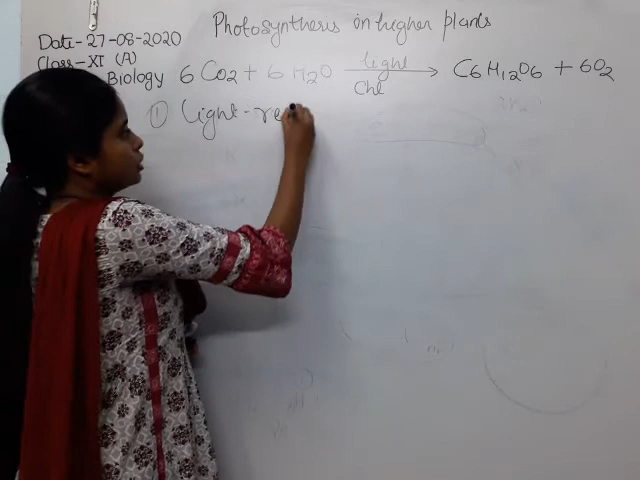 Photosynthesis in higher plants
Date-27-08-2020
Class-XI (A)
Biology
6 CO2 + 6 H2O light Chl → C6H12O6 + 6O2
① Light-re